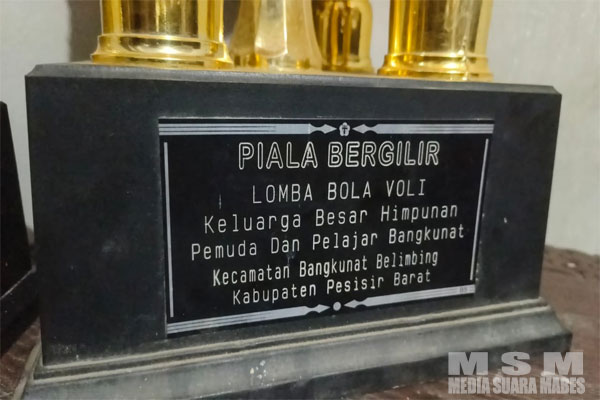 PIALA BERGILIR
LOMBA BOLA VOLI
Keluarga Besar Himpunan
Pemuda Dan Pelajar Bangkunat
Kecamatan Bangkunat Belimbing
Kabupaten Pesisir Barat
MSM
MEDIA SUARA MABES